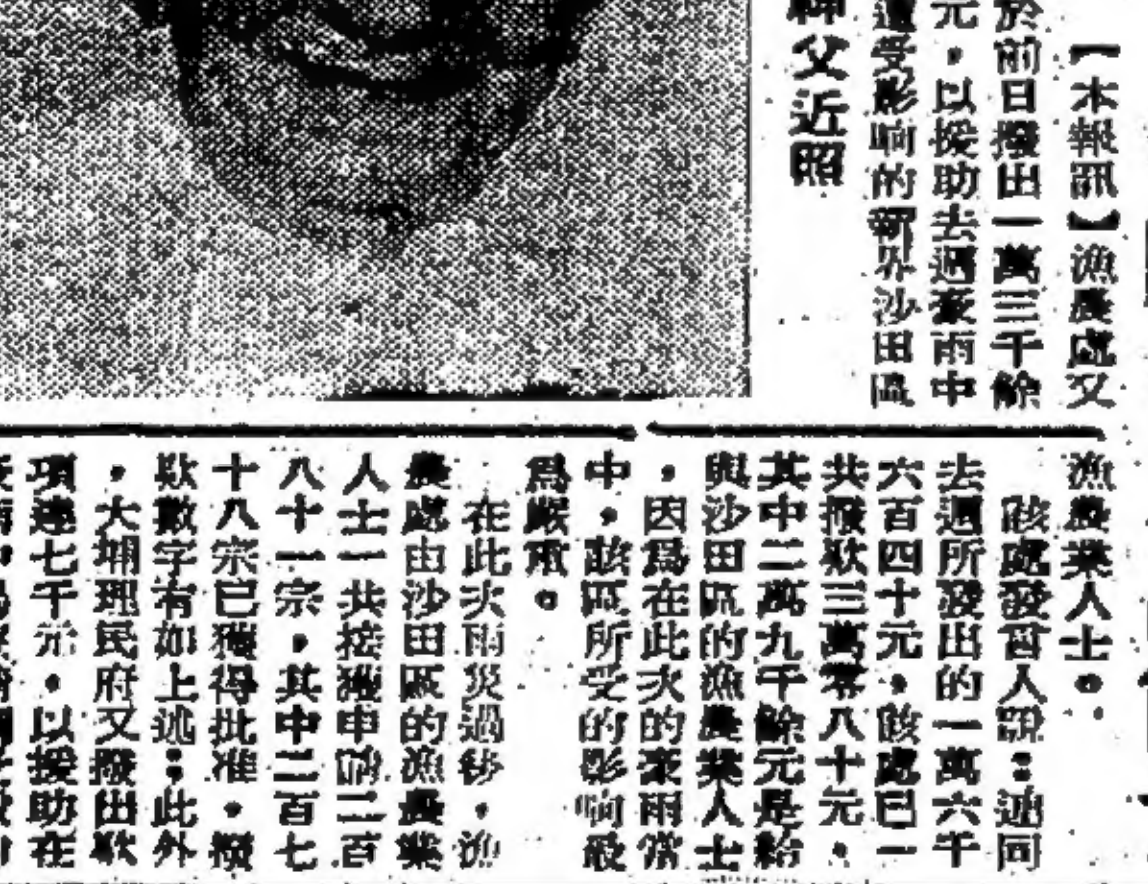 【本報訊】漁農處又
於前日撥出一萬三千餘
元，以援助去週豪雨中
遭受影响的新界沙田區
神父近照
漁農業人士。
該處發言人說：連同
去週所發出的一萬六千
六百四十元，該處已一
共撥欵三萬零八十元，
其中二萬九千餘元是給
與沙田區的漁農業人士
，因爲在此次的豪雨當
中，該區所受的影响最
爲嚴重。
在此次雨災過後，漁
農處由沙田區的漁農業
人士一共接獲申請二百
八十一宗，其中二百七
十八宗已獲得批准，撥
欵數字有如上述；此外
，大埔理民府又撥出欵
項達七千元，以援助在